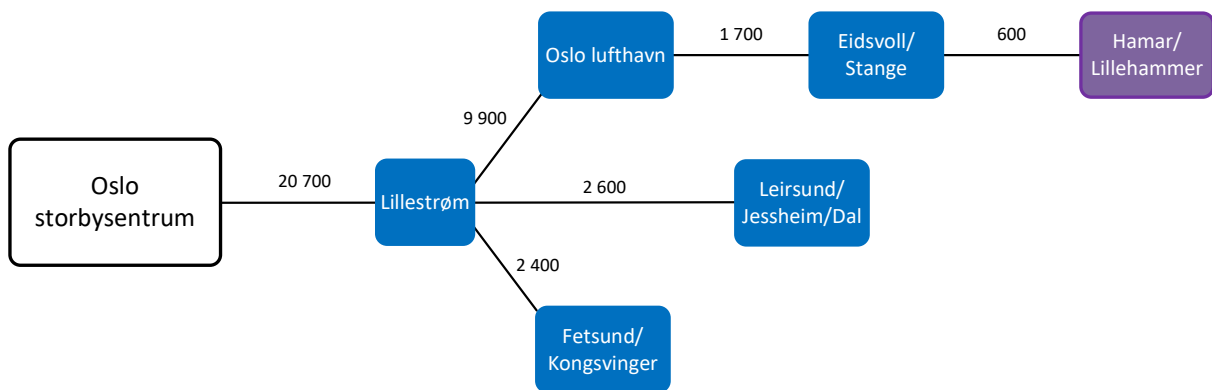 1 700
600
Oslo lufthavn
Eidsvoll/
Stange
Hamar/
Lillehammer
9 900
Oslo
storbysentrum
20 700
Lillestrøm
2 600
Leirsund/
Jessheim/Dal
2 400
Fetsund/
Kongsvinger